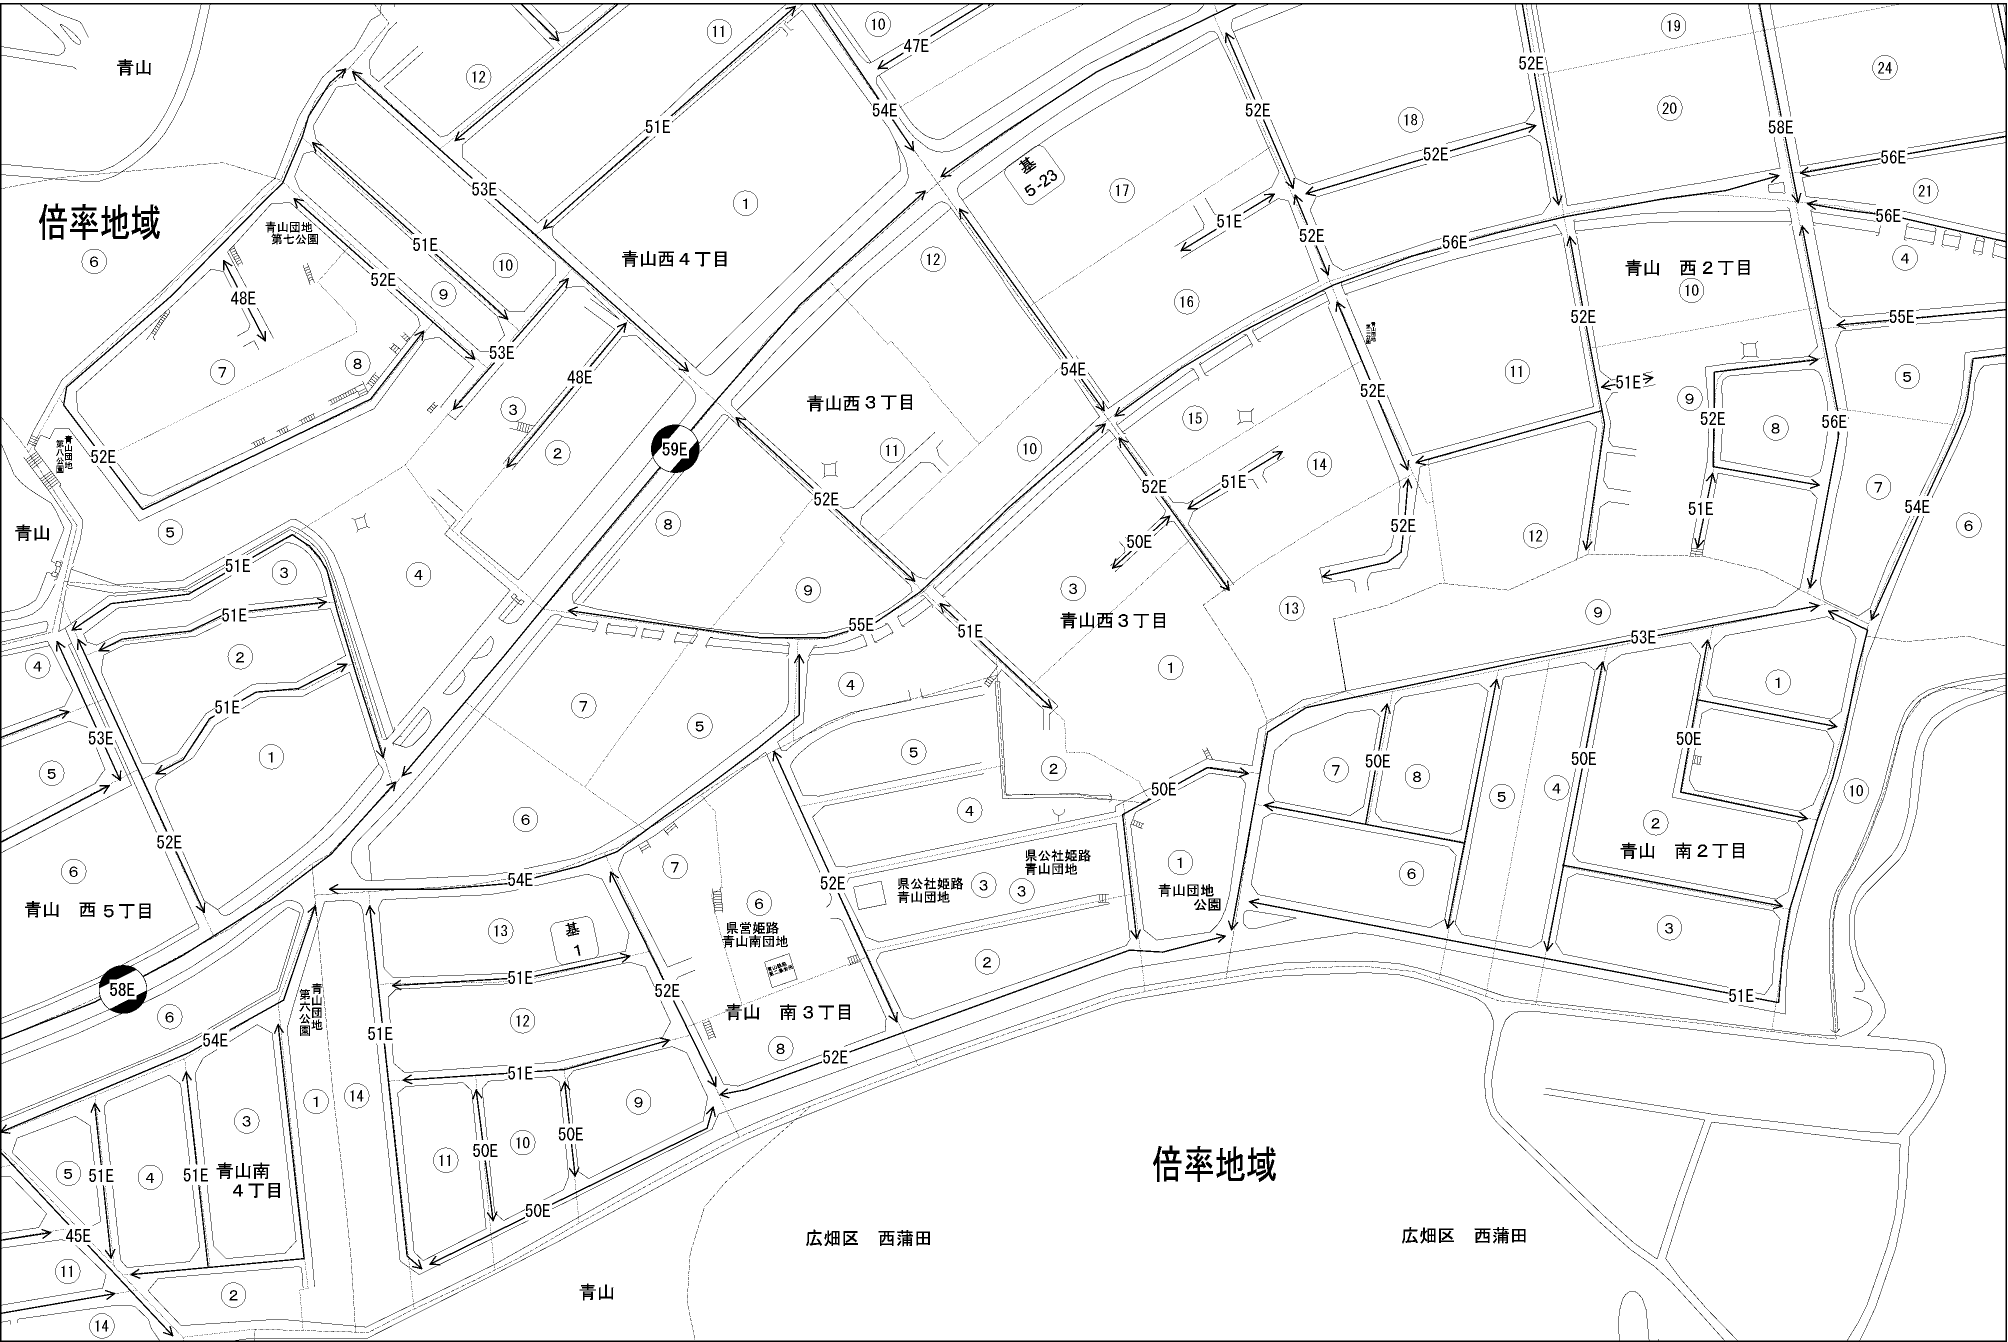 青山
倍率地域
⑥
⑪
⑩
47E
⑫
51E
54E
53E
①
青山西4丁目
青山団地
第七公園
51E
⑩
52E
⑨
48E
53E
⑦
⑧
48E
③
②
52E
青山団地
第八公園
⑤
青山
59E
基
5-23
⑰
⑯
52E
⑱
52E
52E
51E
52E
56E
⑲
⑳
58E
㉔
56E
㉑
56E
青山 西2丁目
⑩
④
55E
⑫
54E
青山西3丁目
⑪
⑩
52E
⑧
⑨
55E
⑮
52E
52E
⑪
51E
⑨
52E
⑧
56E
⑤
⑦
54E
⑥
51E
⑭
52E
51E
50E
52E
⑫
③
青山西3丁目
⑬
⑨
53E
51E
①
④
51E
③
51E
②
④
53E
51E
①
⑤
52E
⑥
青山 西5丁目
58E
⑦
⑤
⑥
④
⑤
②
50E
④
⑦
50E
⑧
⑤
④
50E
50E
①
⑩
②
青山 南2丁目
54E
⑦
52E
県公社姫路
青山団地
③
③
県公社姫路
青山団地
①
青山団地
公園
⑥
③
51E
⑬
基
1
51E
⑥
県営姫路
青山南団地
②
52E
青山 南3丁目
⑧
52E
⑥
54E
青山団地
第六公園
51E
⑫
51E
①
⑭
③
⑨
50E
⑩
50E
⑪
50E
⑤
51E
④
51E
青山南
4丁目
45E
⑪
②
⑭
倍率地域
広畑区 西蒲田
広畑区 西蒲田
青山